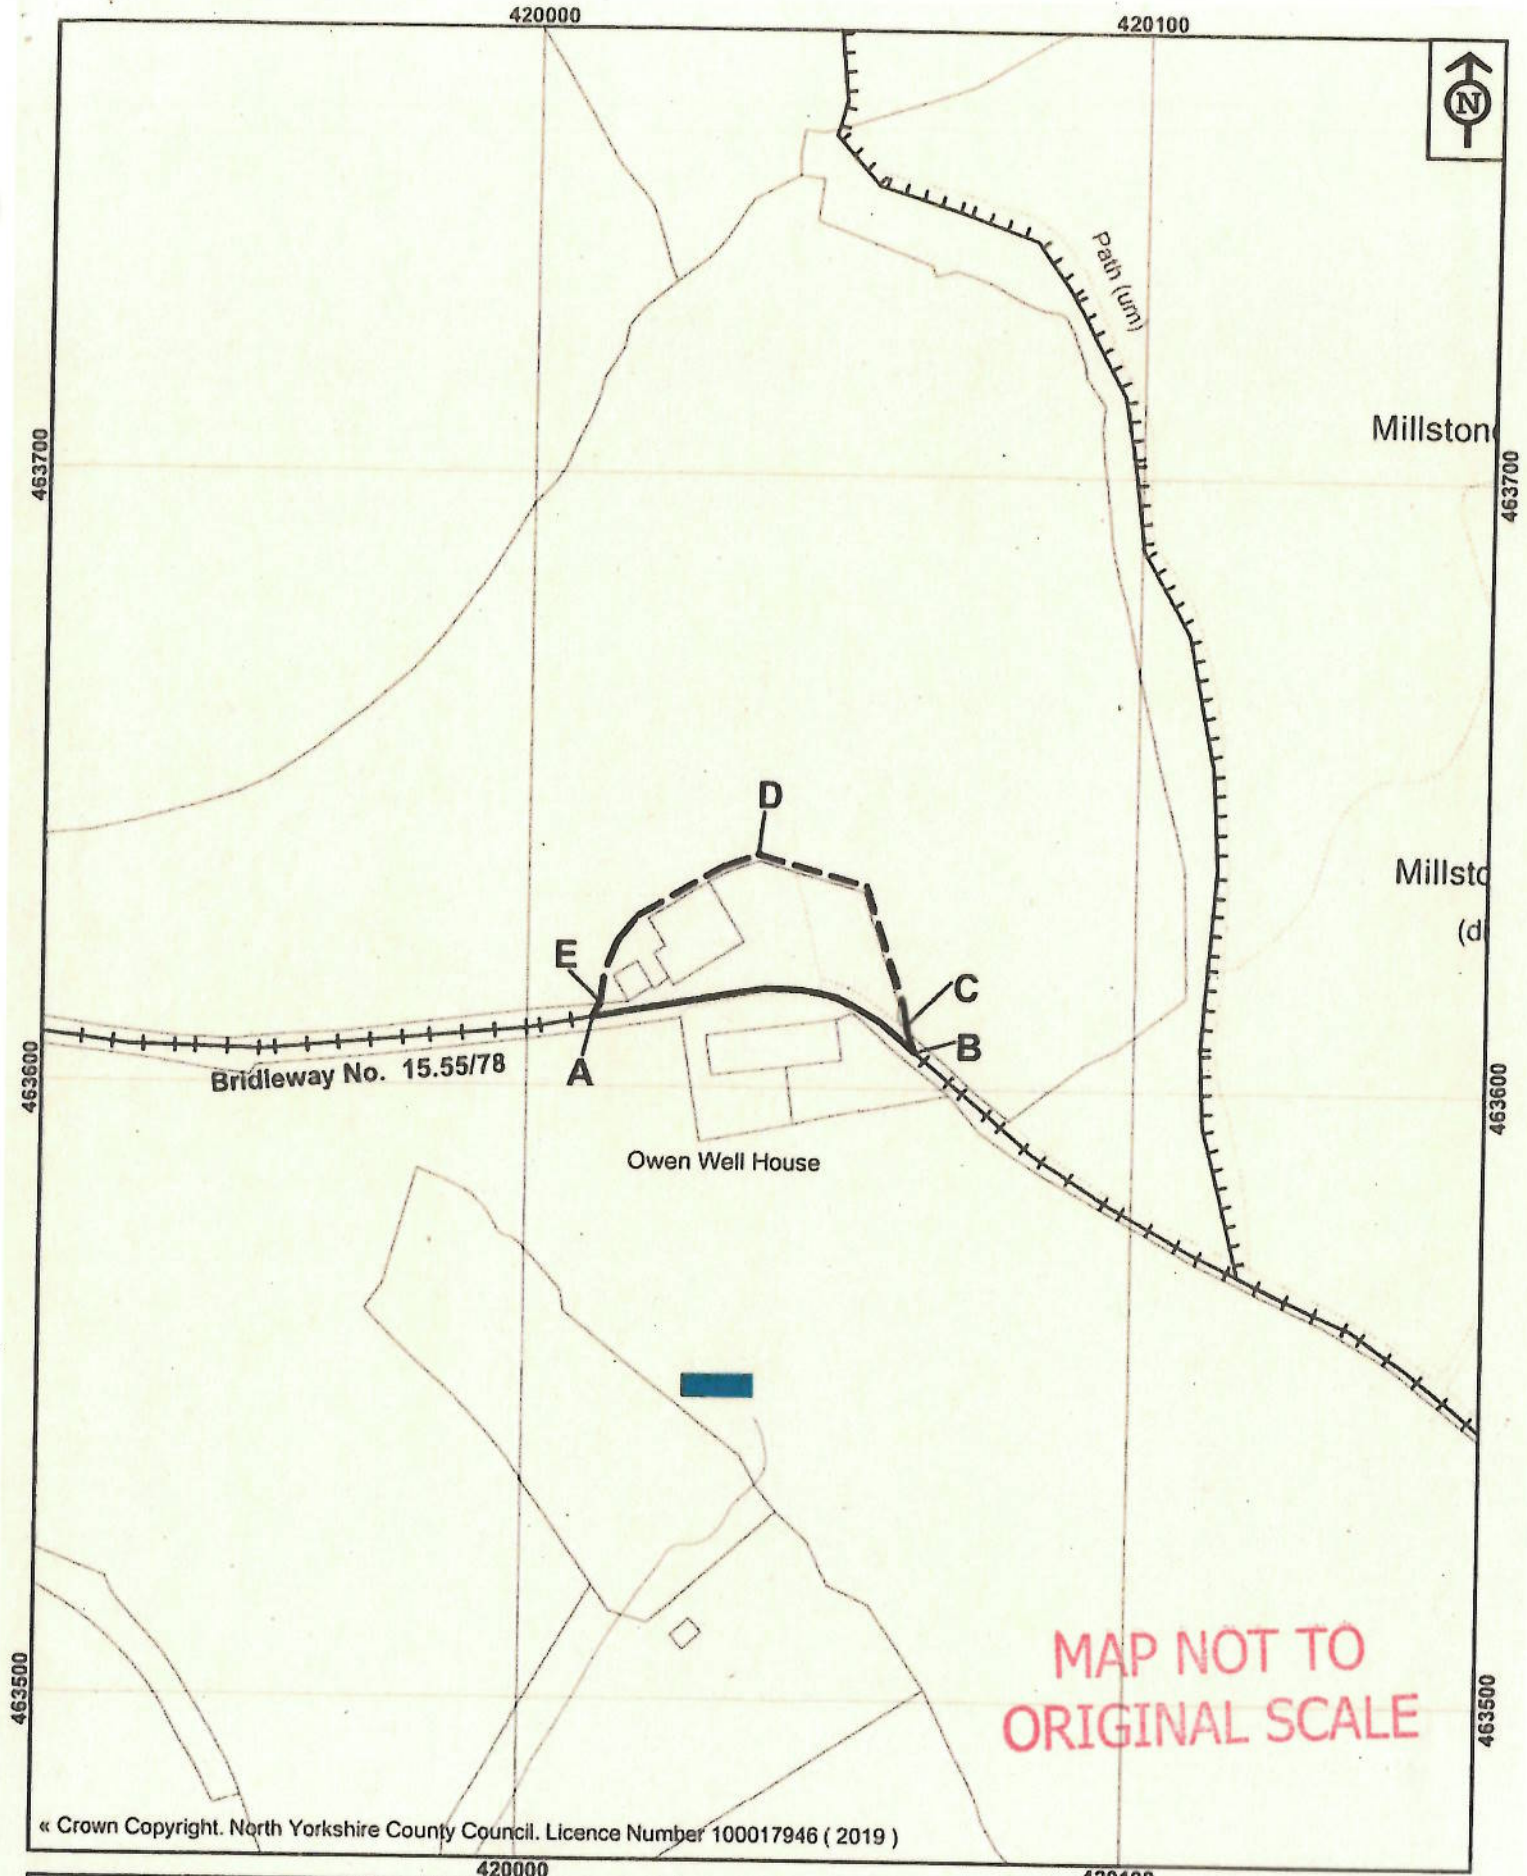 420000
420100
N
Path (um)
463700
Millston
463700
D
Millsto
(d
E
C
B
A
463600
Bridleway No. 15.55/78
463600
Owen Well House
MAP NOT TO
ORIGINAL SCALE
463500
463500
« Crown Copyright. North Yorkshire County Council. Licence Number 100017946 ( 2019 )
420000